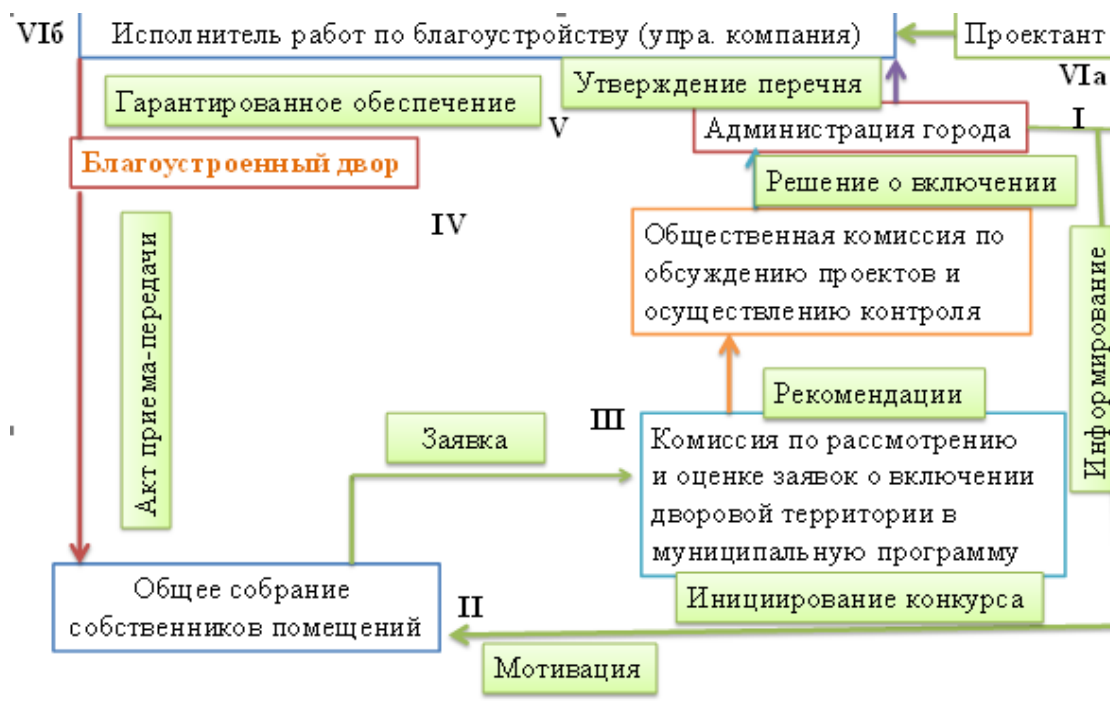 VIб
Исполнитель работ по благоустройству (упра. компания)
Проектант
VIа
Утверждение перечня
Гарантированное обеспечение
V
Администрация города
I
Благоустроенный двор
Решение о включении
IV
Общественная комиссия по
обсуждению проектов и
осуществлению контроля
Информирование
Акт приема-передачи
Рекомендации
III
Заявка
Комиссия по рассмотрению
и оценке заявок о включении
дворовой территории в
муниципальную программу
Инициирование конкурса
Общее собрание
собственников помещений
II
Мотивация